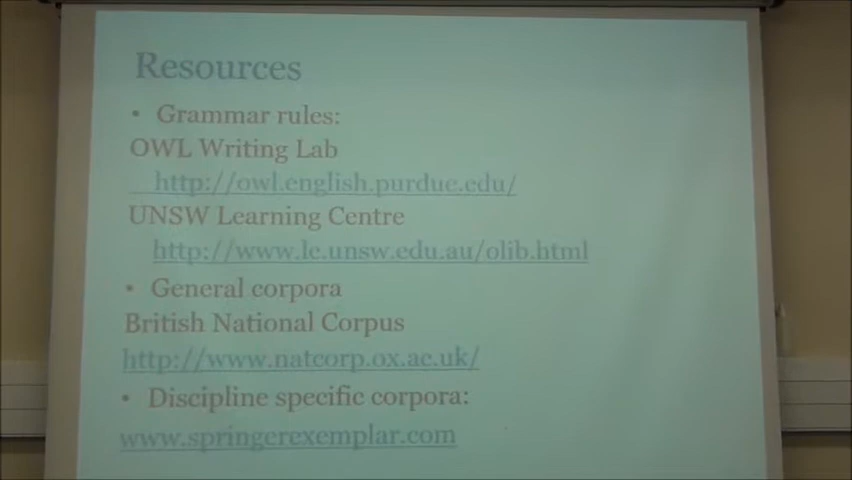 Resources
• Grammar rules:
OWL Writing Lab
http://owl.english.purdue.edu/
UNSW Learning Centre
http://www.lc.unsw.edu.au/olib.html
• General corpora
British National Corpus
http://www.natcorp.ox.ac.uk/
• Discipline specific corpora:
www.springerexemplar.com